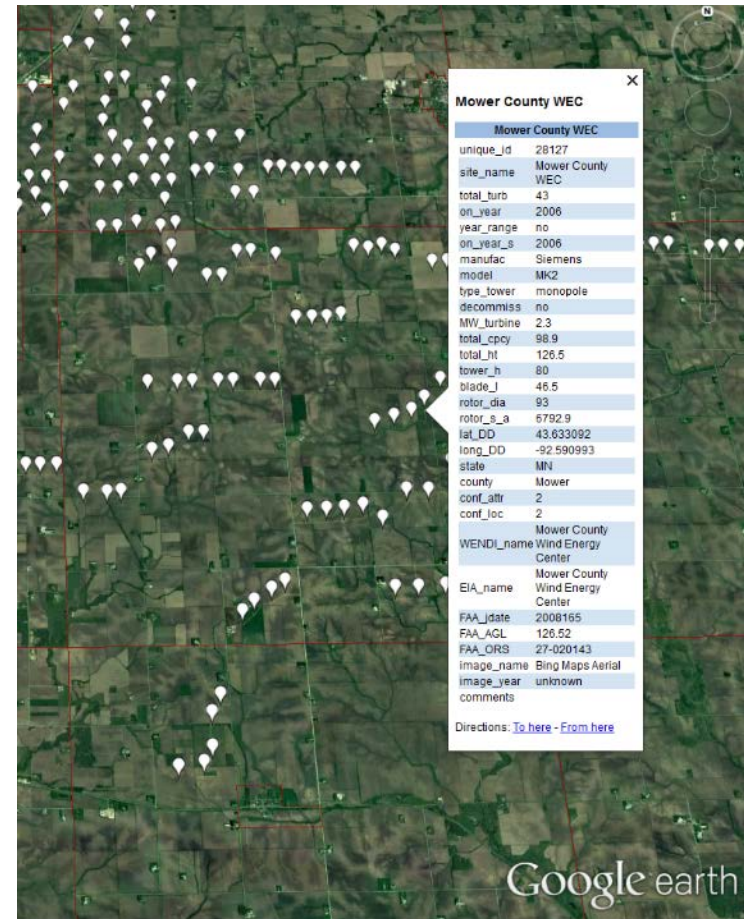 N
Mower County WEC
Mower County WEC
unique_id 28127
site_name Mower County
WEC
total_turb 43
on_year 2006
year_range no
on_year_s 2006
manufac Siemens
model MK2
type_tower monopole
decommiss no
MW_turbine 2.3
total_cpcy 98.9
total_ht 126.5
tower_h 80
blade_l 46.5
rotor_dia 93
rotor_s_a 6792.9
lat_DD 43.633092
long_DD -92.590993
state MN
county Mower
conf_attr 2
conf_loc 2
WENDI_name Mower County
Wind Energy
Center
EIA_name Mower County
Wind Energy
Center
FAA_jdate 2008165
FAA_AGL 126.52
FAA_ORS 27-020143
image_name Bing Maps Aerial
image_year unknown
comments
Directions: To here - From here
Google earth